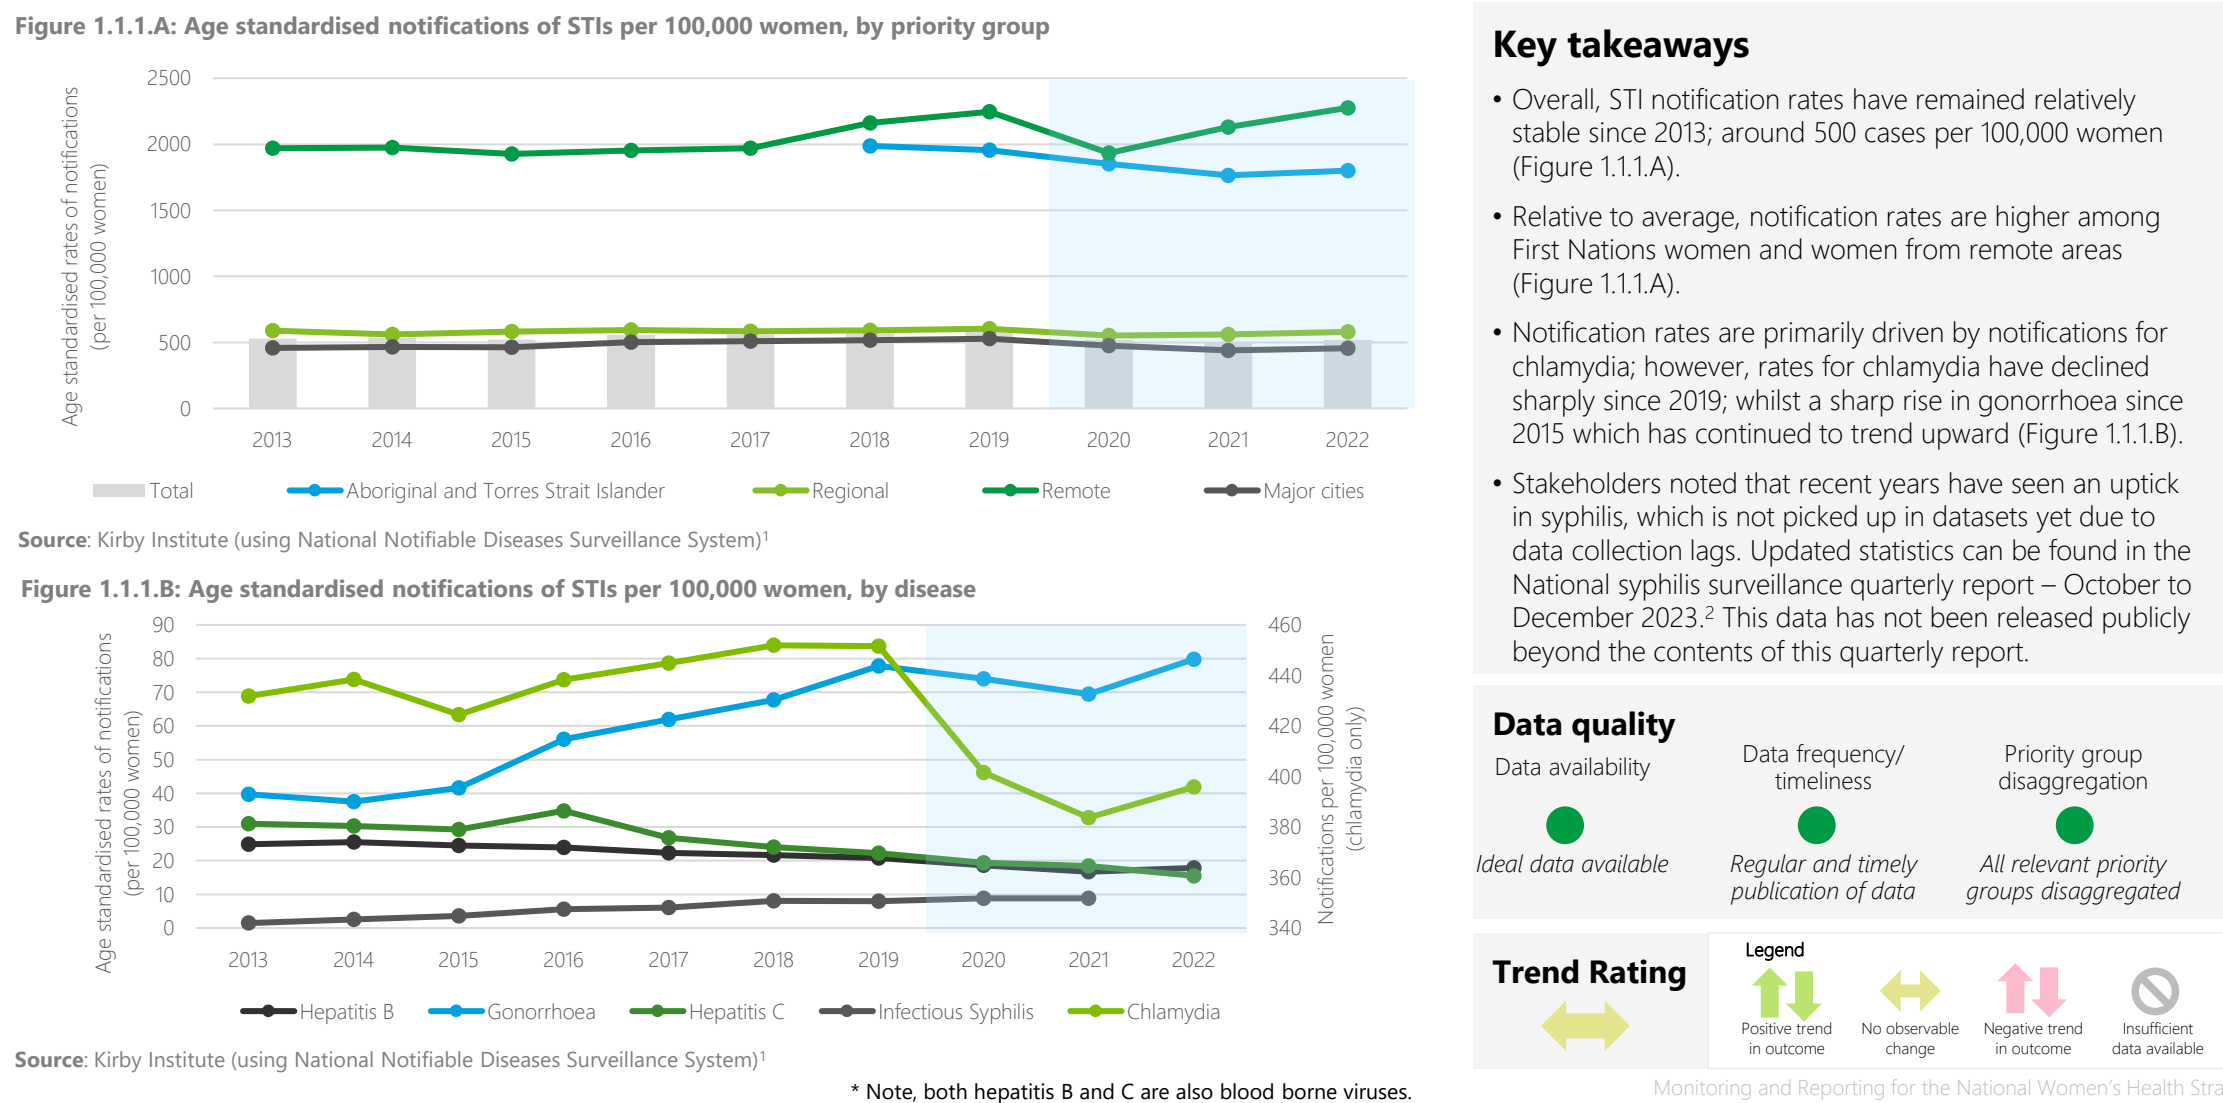 Figure 1.1.1.A: Age standardised notifications of STIs per 100,000 women, by priority group
Age standardised rates of notifications
(per 100,000 women)
2500
2000
1500
1000
500
0
2013 2014 2015 2016 2017 2018 2019 2020 2021 2022
Total Aboriginal and Torres Strait Islander Regional Remote Major cities
Source: Kirby Institute (using National Notifiable Diseases Surveillance System)1
Figure 1.1.1.B: Age standardised notifications of STIs per 100,000 women, by disease
Age standardised rates of notifications
(per 100,000 women)
90
80
70
60
50
40
30
20
10
0
460
440
420
400
380
360
340
Notifications per 100,000 women
(chlamydia only)
2013 2014 2015 2016 2017 2018 2019 2020 2021 2022
Hepatitis B Gonorrhoea Hepatitis C Infectious Syphilis Chlamydia
Source: Kirby Institute (using National Notifiable Diseases Surveillance System)1
* Note, both hepatitis B and C are also blood borne viruses.
Key takeaways
• Overall, STI notification rates have remained relatively
stable since 2013; around 500 cases per 100,000 women
(Figure 1.1.1.A).
• Relative to average, notification rates are higher among
First Nations women and women from remote areas
(Figure 1.1.1.A).
• Notification rates are primarily driven by notifications for
chlamydia; however, rates for chlamydia have declined
sharply since 2019; whilst a sharp rise in gonorrhoea since
2015 which has continued to trend upward (Figure 1.1.1.B).
• Stakeholders noted that recent years have seen an uptick
in syphilis, which is not picked up in datasets yet due to
data collection lags. Updated statistics can be found in the
National syphilis surveillance quarterly report – October to
December 2023.2 This data has not been released publicly
beyond the contents of this quarterly report.
Data quality
Data availability
Ideal data available
Data frequency/
timeliness
Regular and timely
publication of data
Priority group
disaggregation
All relevant priority
groups disaggregated
Trend Rating
Legend
Positive trend
in outcome
No observable
change
Negative trend
in outcome
Insufficient
data available
Monitoring and Reporting for the National Women's Health Stra